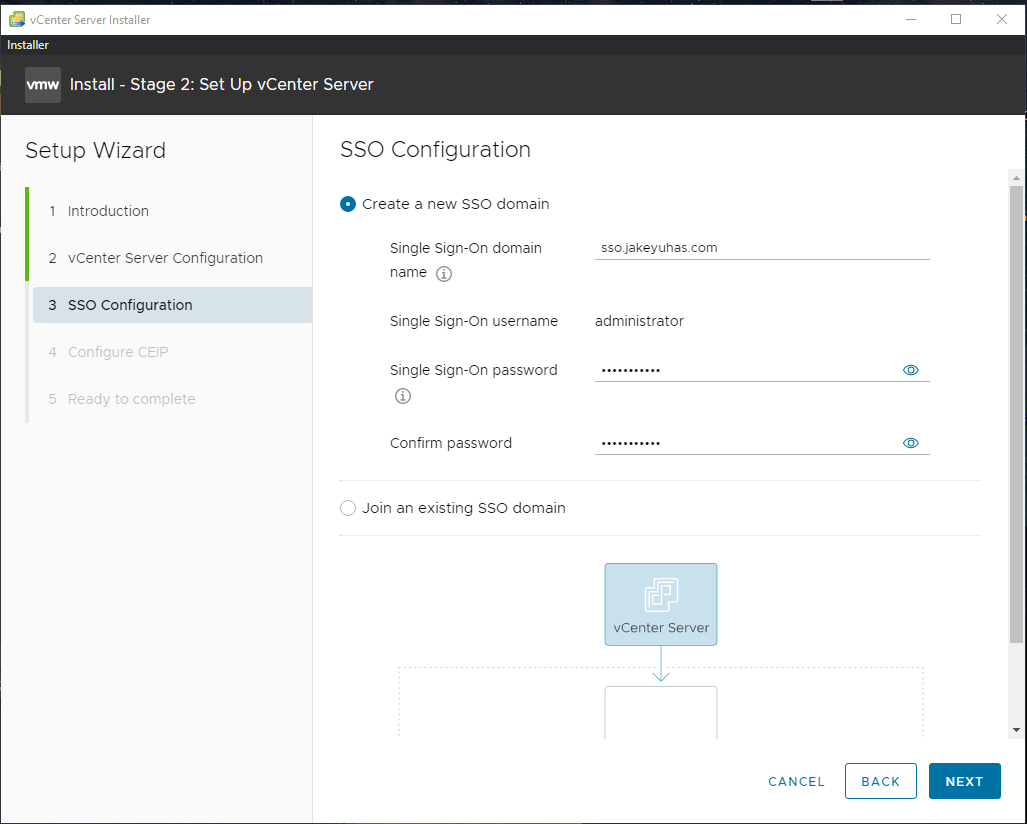 vCenter Server Installer
Installer
vmw Install - Stage 2: Set Up vCenter Server
Setup Wizard
1 Introduction
2 vCenter Server Configuration
3 SSO Configuration
4 Configure CEIP
5 Ready to complete
SSO Configuration
Create a new SSO domain
Single Sign-On domain
name
sso.jakeyuhas.com
Single Sign-On username
administrator
Single Sign-On password
•••••••••••
Confirm password
•••••••••••
Join an existing SSO domain
vCenter Server
CANCEL
BACK
NEXT